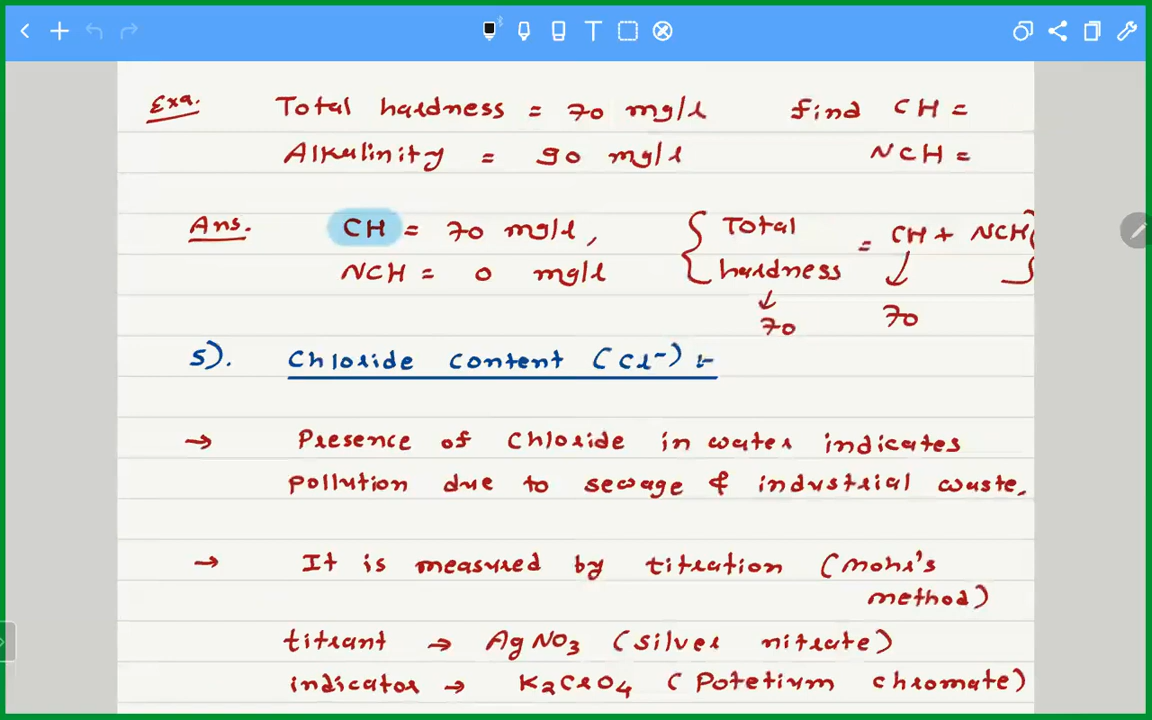 Exa. Total hardness = 70 mg/l find CH =
Alkalinity = 90 mg/l NCH =
Ans. CH = 70 mg/l, { Total = CH + NCH }
NCH = 0 mg/l hardness
70 70
5). Chloride content (Cl⁻) :-
→ Presence of chloride in water indicates
pollution due to sewage & industrial waste.
→ It is measured by titration (Mohr's
method)
titrant → AgNO3 (silver nitrate)
indicator → K2CrO4 (Potetium chromate)